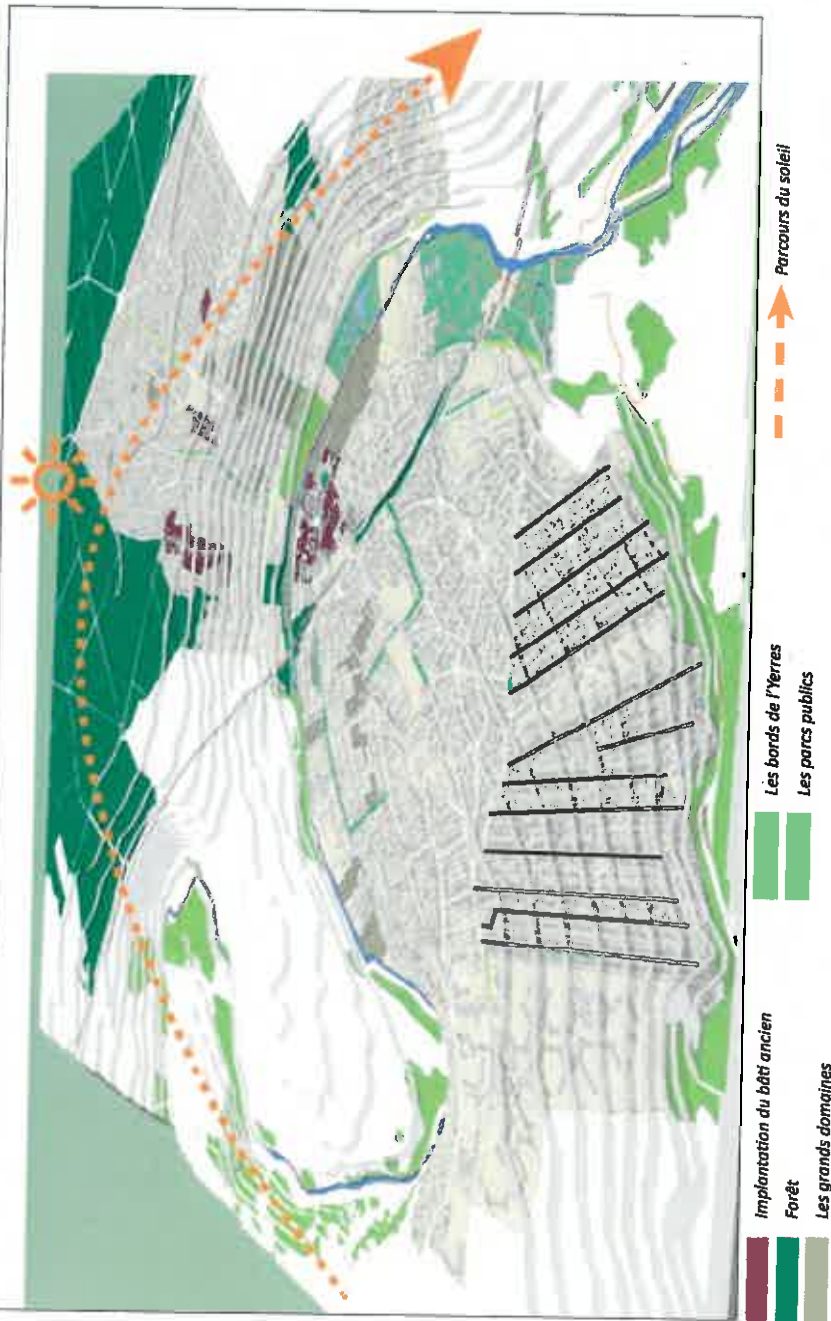 Implantation du bâti ancien
Forêt
Les grands domaines
Les bords de l'Yerres
Les parcs publics
Parcours du soleil